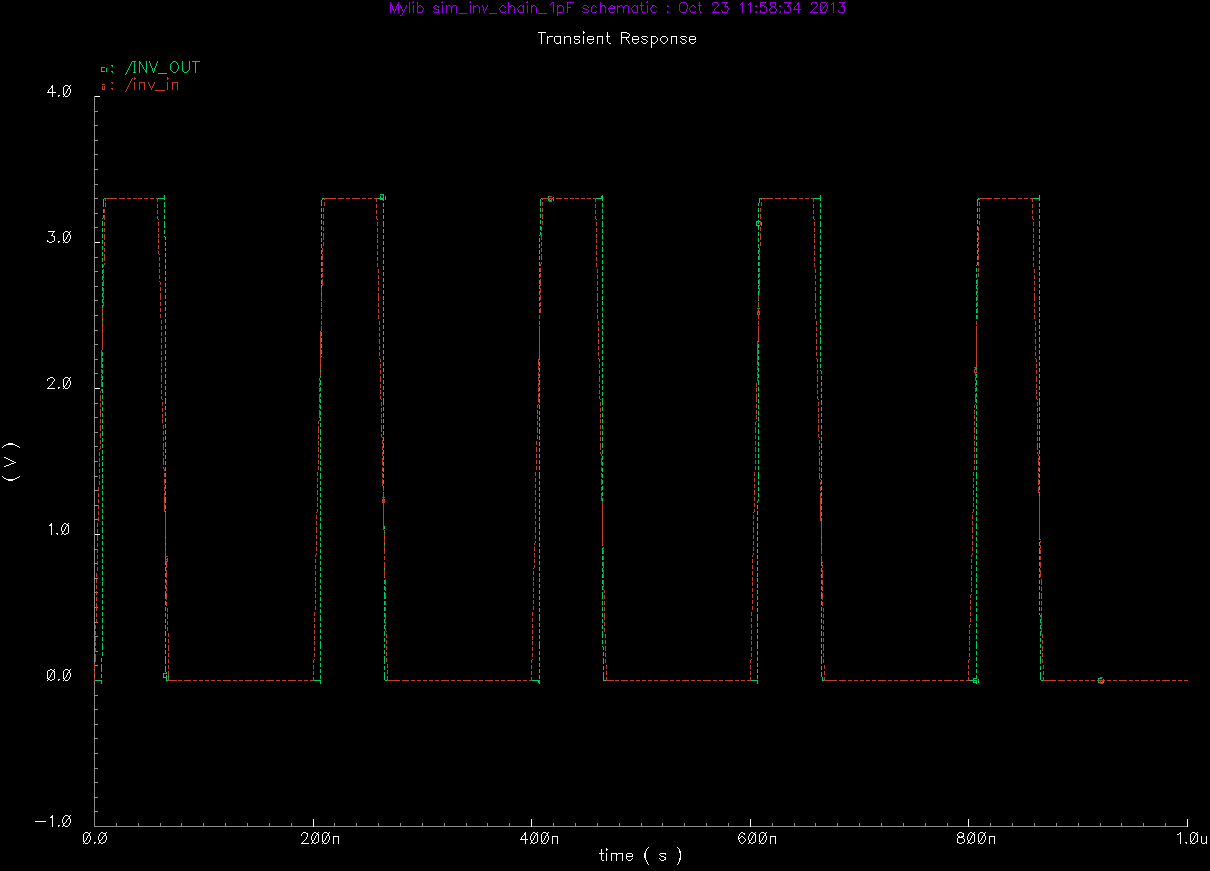 Mylib sim_inv_chain_1pF schematic : Oct 23 11:58:34 2013
Transient Response
▫: /INV_OUT
▫: /inv_in
4.0
3.0
2.0
1.0
0.0
-1.0
( V )
0.0 200n 400n 600n 800n 1.0u
time ( s )